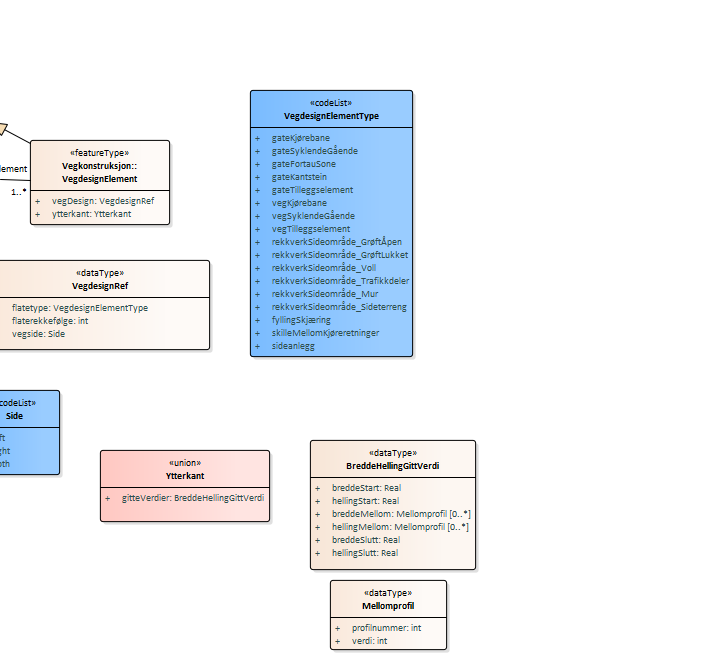 «codeList»
VegdesignElementType
+ gateKjørebane
+ gateSyklendeGående
+ gateFortauSone
+ gateKantstein
+ gateTilleggselement
+ vegKjørebane
+ vegSyklendeGående
+ vegTilleggselement
+ rekkverkSideområde_GrøftÅpen
+ rekkverkSideområde_GrøftLukket
+ rekkverkSideområde_Voll
+ rekkverkSideområde_Trafikkdeler
+ rekkverkSideområde_Mur
+ rekkverkSideområde_Sideterreng
+ fyllingSkjæring
+ skilleMellomKjøreretninger
+ sideanlegg
«featureType»
Vegkonstruksjon::
VegdesignElement
+ vegDesign: VegdesignRef
+ ytterkant: Ytterkant
lement
1..*
«dataType»
VegdesignRef
flatetype: VegdesignElementType
flaterekkefølge: int
vegside: Side
codeList»
Side
ft
ght
oth
«union»
Ytterkant
+ gitteVerdier: BreddeHellingGittVerdi
«dataType»
BreddeHellingGittVerdi
+ breddeStart: Real
+ hellingStart: Real
+ breddeMellom: Mellomprofil [0..*]
+ hellingMellom: Mellomprofil [0..*]
+ breddeSlutt: Real
+ hellingSlutt: Real
«dataType»
Mellomprofil
+ profilnummer: int
+ verdi: int